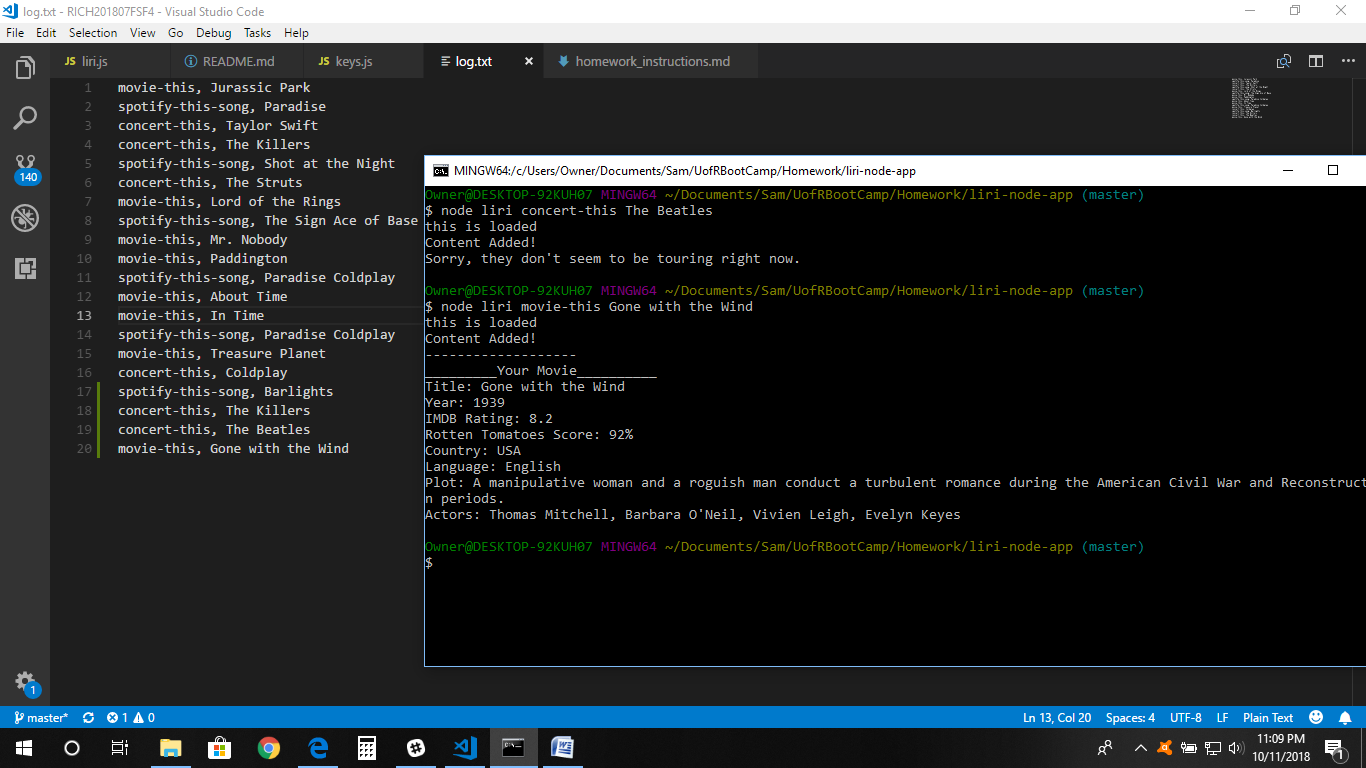 log.txt - RICH201807FSF4 - Visual Studio Code
File Edit Selection View Go Debug Tasks Help
JS liri.js README.md JS keys.js log.txt × homework_instructions.md
1 movie-this, Jurassic Park
2 spotify-this-song, Paradise
3 concert-this, Taylor Swift
4 concert-this, The Killers
5 spotify-this-song, Shot at the Night
6 concert-this, The Struts
7 movie-this, Lord of the Rings
8 spotify-this-song, The Sign Ace of Base
9 movie-this, Mr. Nobody
10 movie-this, Paddington
11 spotify-this-song, Paradise Coldplay
12 movie-this, About Time
13 movie-this, In Time
14 spotify-this-song, Paradise Coldplay
15 movie-this, Treasure Planet
16 concert-this, Coldplay
17 spotify-this-song, Barlights
18 concert-this, The Killers
19 concert-this, The Beatles
20 movie-this, Gone with the Wind
140
1
MINGW64:/c/Users/Owner/Documents/Sam/UofRBootCamp/Homework/liri-node-app
Owner@DESKTOP-92KUH07 MINGW64 ~/Documents/Sam/UofRBootCamp/Homework/liri-node-app (master)
$ node liri concert-this The Beatles
this is loaded
Content Added!
Sorry, they don't seem to be touring right now.
Owner@DESKTOP-92KUH07 MINGW64 ~/Documents/Sam/UofRBootCamp/Homework/liri-node-app (master)
$ node liri movie-this Gone with the Wind
this is loaded
Content Added!
-------------------
_________Your Movie__________
Title: Gone with the Wind
Year: 1939
IMDB Rating: 8.2
Rotten Tomatoes Score: 92%
Country: USA
Language: English
Plot: A manipulative woman and a roguish man conduct a turbulent romance during the American Civil War and Reconstruct
n periods.
Actors: Thomas Mitchell, Barbara O'Neil, Vivien Leigh, Evelyn Keyes
Owner@DESKTOP-92KUH07 MINGW64 ~/Documents/Sam/UofRBootCamp/Homework/liri-node-app (master)
$
master* 1 0 Ln 13, Col 20 Spaces: 4 UTF-8 LF Plain Text
11:09 PM
10/11/2018
1